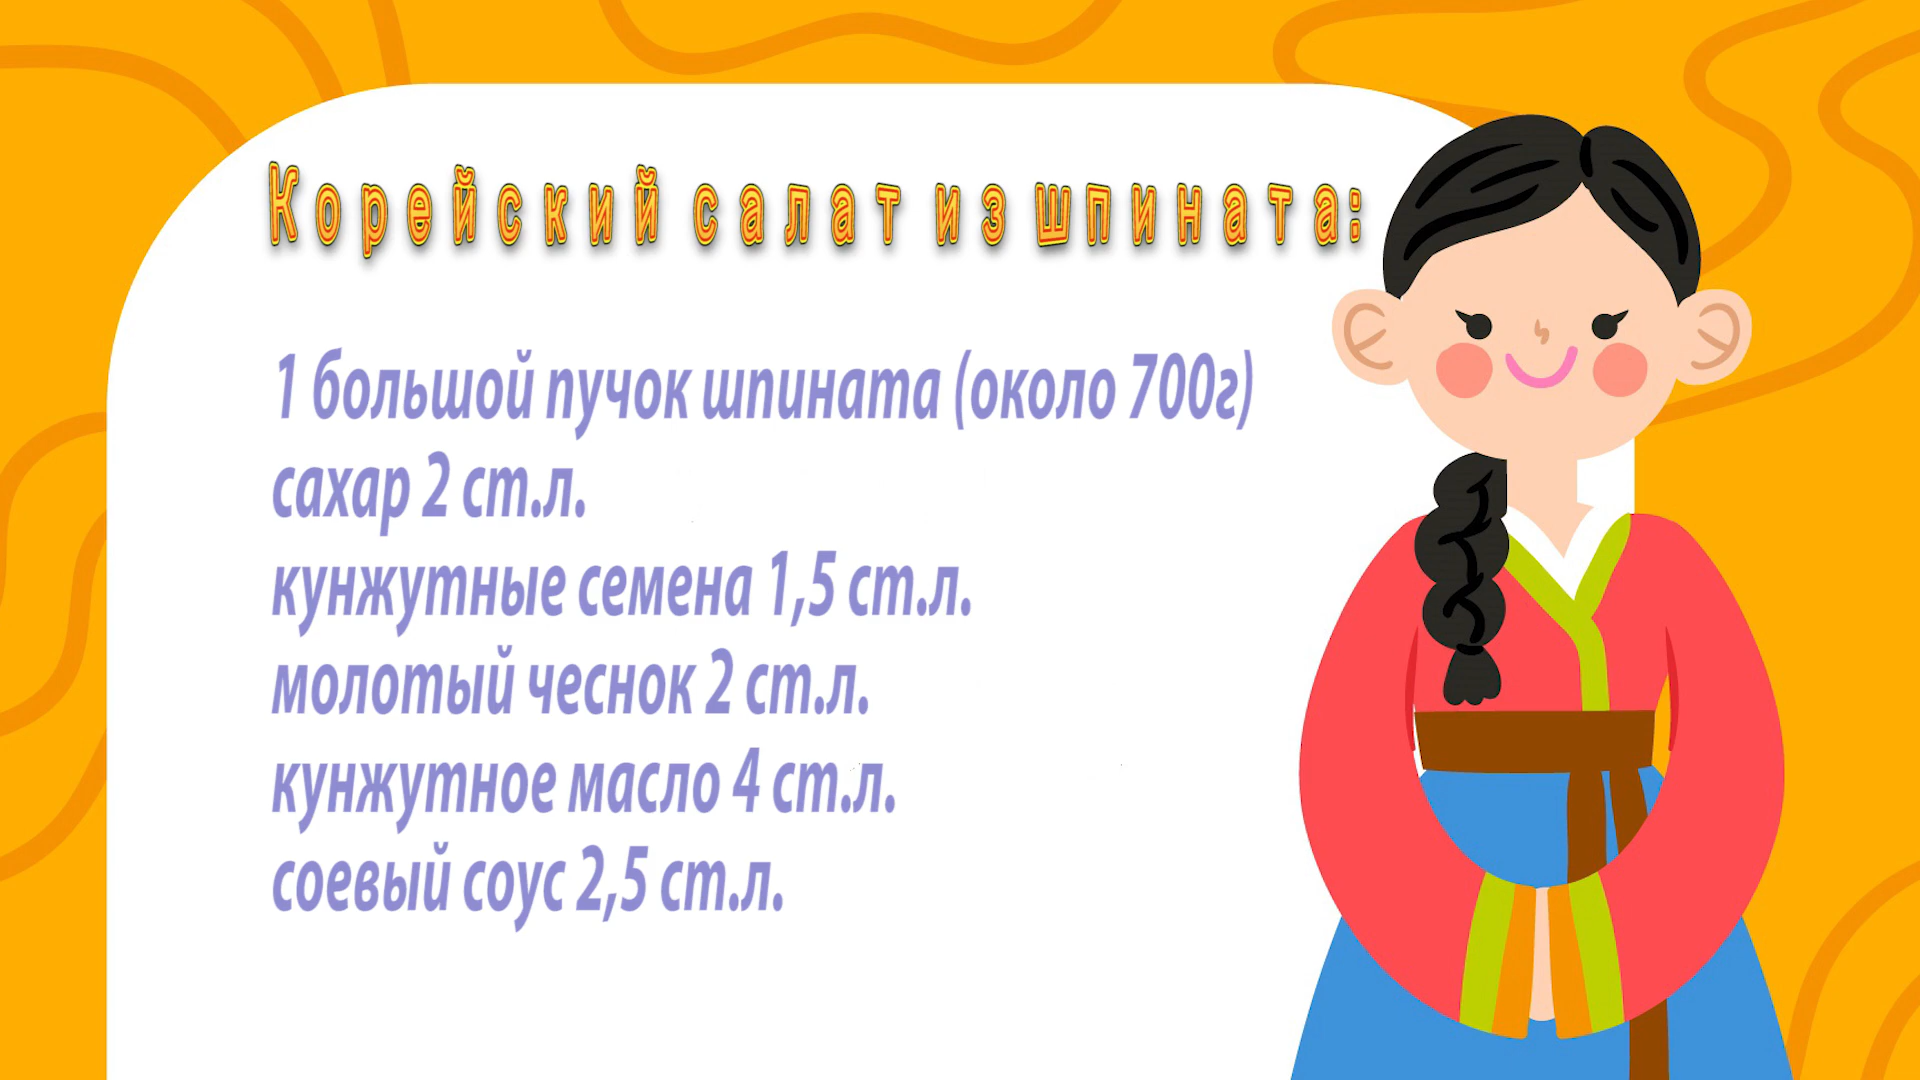 Корейский салат из шпината:
1 большой пучок шпината (около 700г)
сахар 2 ст.л.
кунжутные семена 1,5 ст.л.
молотый чеснок 2 ст.л.
кунжутное масло 4 ст.л.
соевый соус 2,5 ст.л.